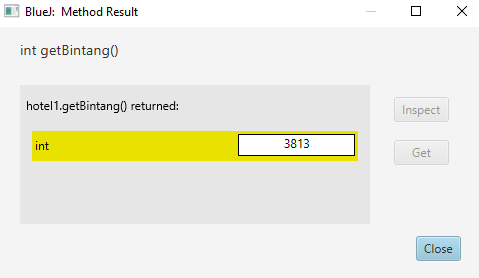 BlueJ: Method Result
int getBintang()
hotel1.getBintang() returned:
int
3813
Inspect
Get
Close